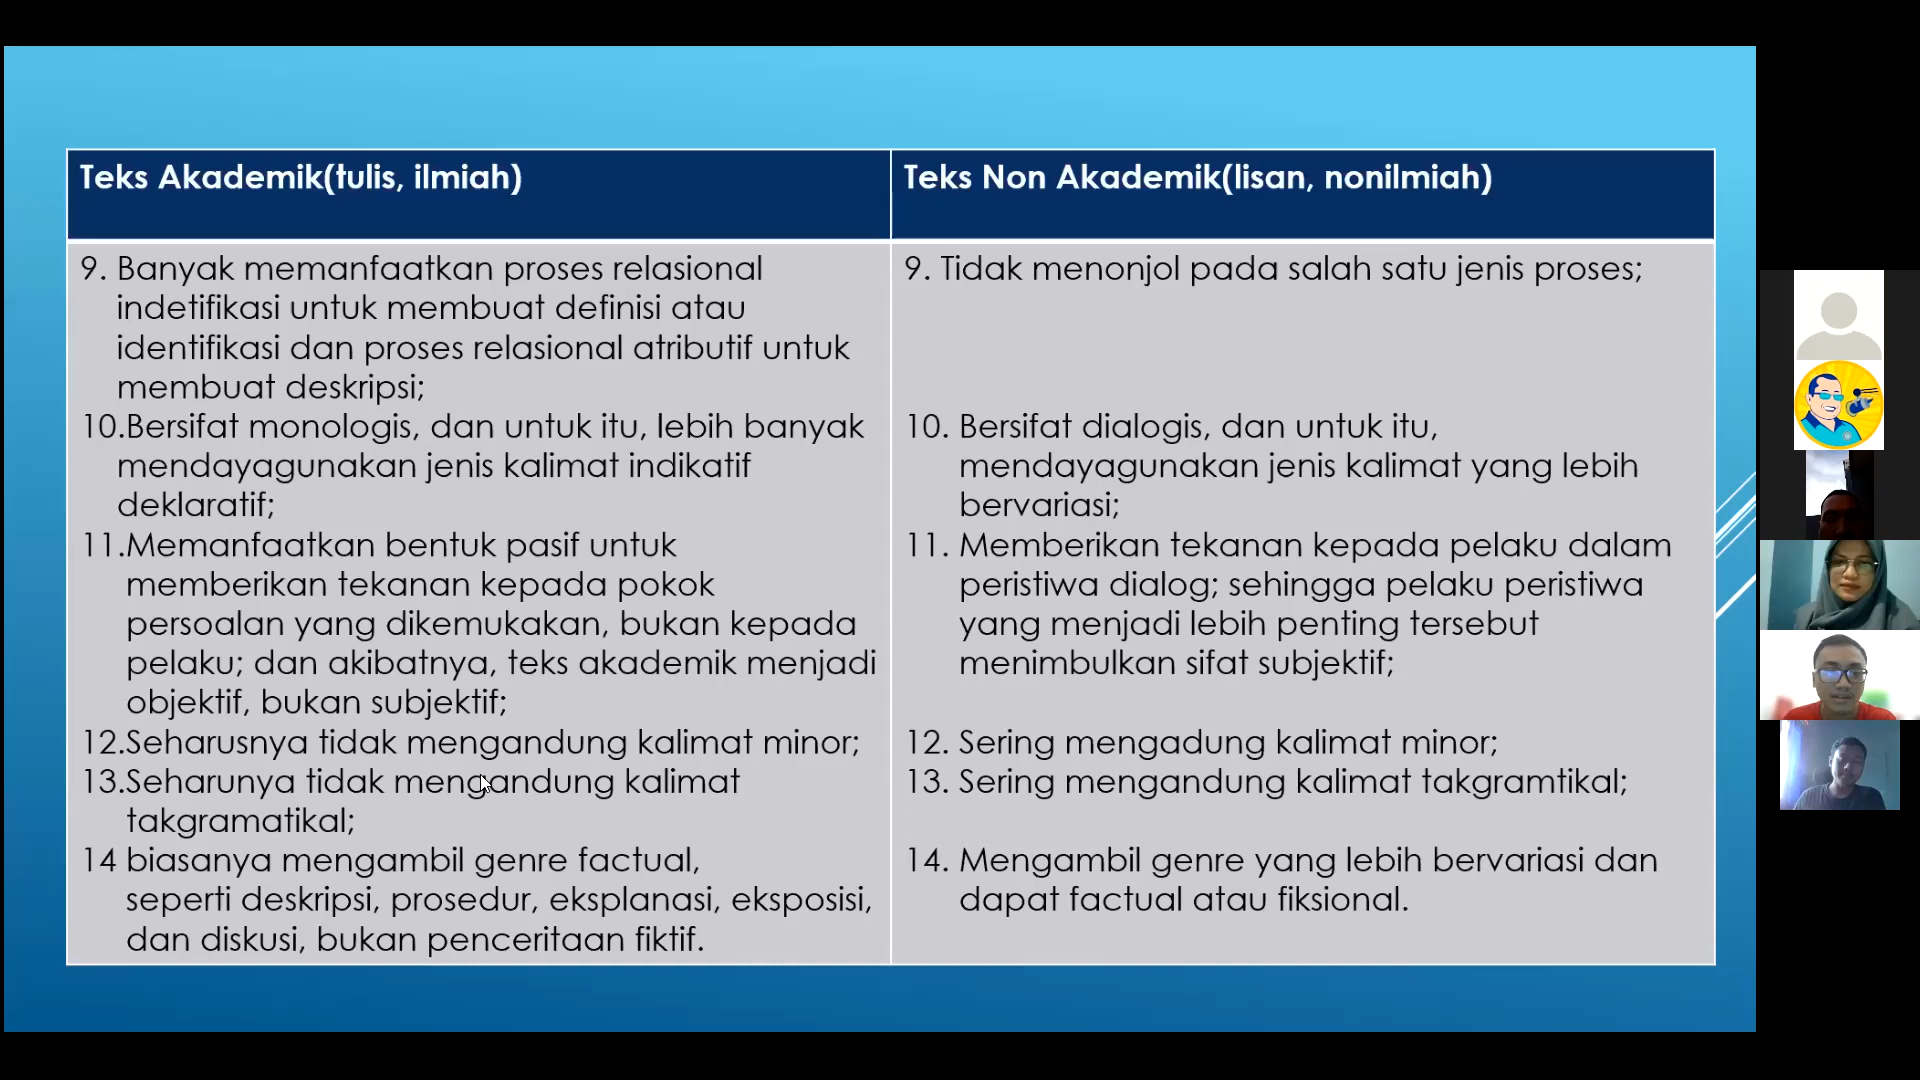 Teks Akademik(tulis, ilmiah)
9. Banyak memanfaatkan proses relasional
indetifikasi untuk membuat definisi atau
identifikasi dan proses relasional atributif untuk
membuat deskripsi;
10.Bersifat monologis, dan untuk itu, lebih banyak
mendayagunakan jenis kalimat indikatif
deklaratif;
11.Memanfaatkan bentuk pasif untuk
memberikan tekanan kepada pokok
persoalan yang dikemukakan, bukan kepada
pelaku; dan akibatnya, teks akademik menjadi
objektif, bukan subjektif;
12.Seharusnya tidak mengandung kalimat minor;
13.Seharunya tidak mengandung kalimat
takgramatikal;
14 biasanya mengambil genre factual,
seperti deskripsi, prosedur, eksplanasi, eksposisi,
dan diskusi, bukan penceritaan fiktif.
Teks Non Akademik(lisan, nonilmiah)
9. Tidak menonjol pada salah satu jenis proses;
10. Bersifat dialogis, dan untuk itu,
mendayagunakan jenis kalimat yang lebih
bervariasi;
11. Memberikan tekanan kepada pelaku dalam
peristiwa dialog; sehingga pelaku peristiwa
yang menjadi lebih penting tersebut
menimbulkan sifat subjektif;
12. Sering mengadung kalimat minor;
13. Sering mengandung kalimat takgramtikal;
14. Mengambil genre yang lebih bervariasi dan
dapat factual atau fiksional.